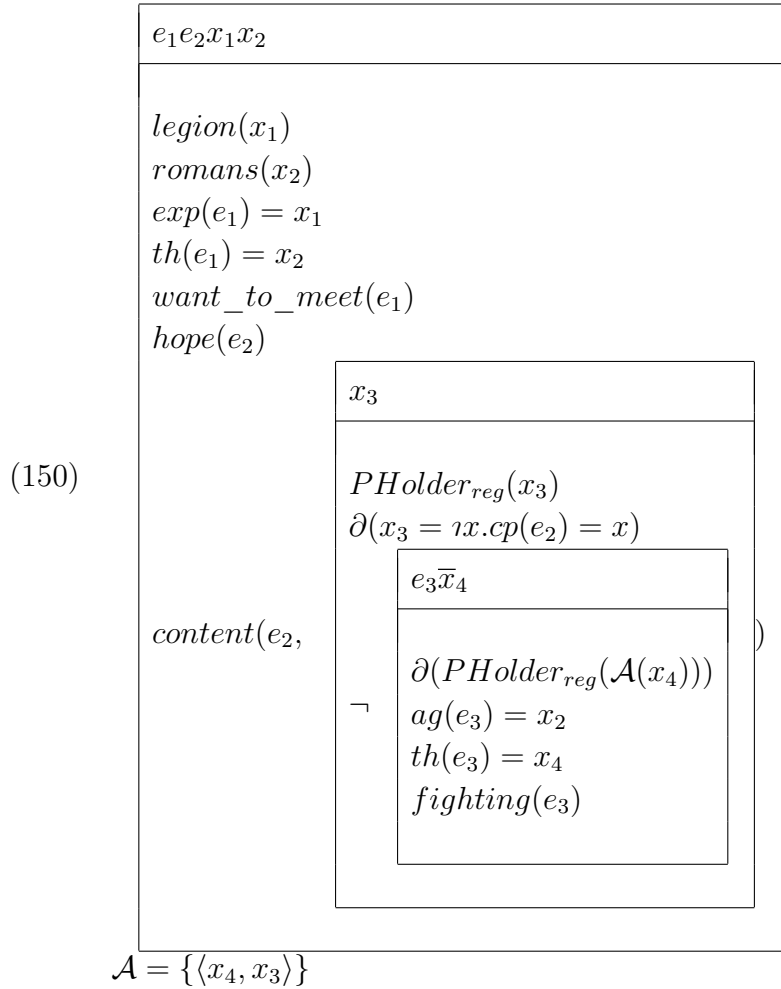 e₁e₂x₁x₂
legion(x₁)
romans(x₂)
exp(e₁) = x₁
th(e₁) = x₂
want_to_meet(e₁)
hope(e₂)
x₃
(150)
PHolder_reg(x₃)
∂(x₃ = ıx.cp(e₂) = x)
e₃x̅₄
content(e₂, )
∂(PHolder_reg(𝒜(x₄)))
¬
ag(e₃) = x₂
th(e₃) = x₄
fighting(e₃)
𝒜 = {⟨x₄, x₃⟩}